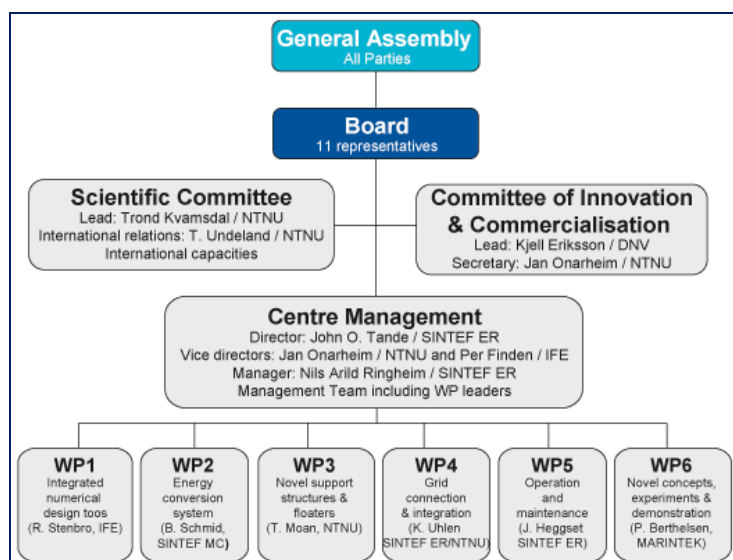 General Assembly
All Parties
Board
11 representatives
Scientific Committee
Lead: Trond Kvamsdal / NTNU
International relations: T. Undeland / NTNU
International capacities
Committee of Innovation
& Commercialisation
Lead: Kjell Eriksson / DNV
Secretary: Jan Onarheim / NTNU
Centre Management
Director: John O. Tande / SINTEF ER
Vice directors: Jan Onarheim / NTNU and Per Finden / IFE
Manager: Nils Arild Ringheim / SINTEF ER
Management Team including WP leaders
WP1
Integrated
numerical
design toos
(R. Stenbro, IFE)
WP2
Energy
conversion
system
(B. Schmid,
SINTEF MC)
WP3
Novel support
structures &
floaters
(T. Moan, NTNU)
WP4
Grid
connection
& integration
(K. Uhlen
SINTEF ER/NTNU)
WP5
Operation
and
maintenance
(J. Heggset
SINTEF ER)
WP6
Novel concepts,
experiments &
demonstration
(P. Berthelsen,
MARINTEK)